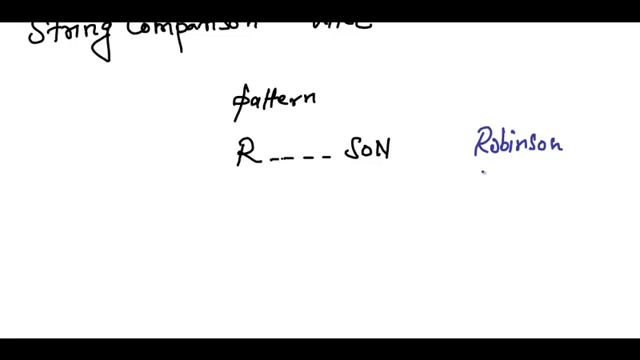 String Comparison
pattern
R _ _ _ _ SON Robinson